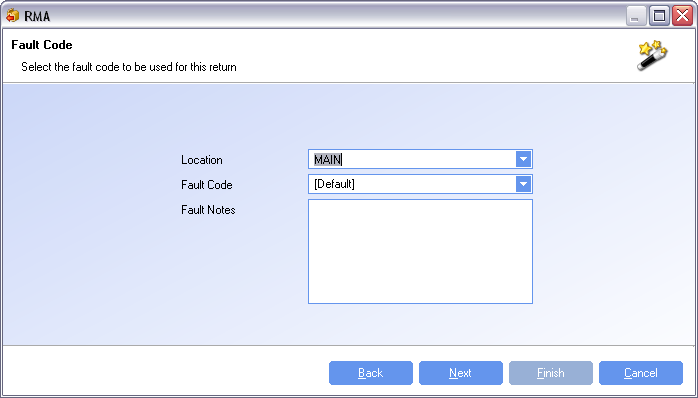 RMA
Fault Code
Select the fault code to be used for this return
Location
MAIN
Fault Code
[Default]
Fault Notes
Back Next Finish Cancel